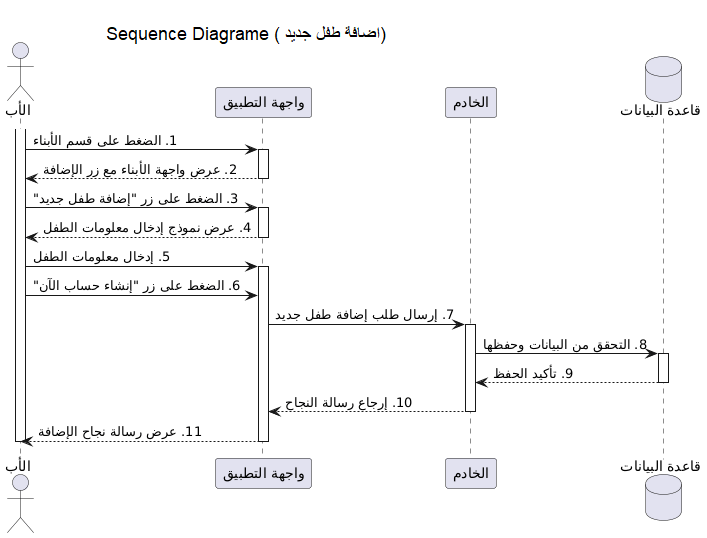 Sequence Diagrame ( اضافة طفل جديد)
الأب
واجهة التطبيق
الخادم
قاعدة البيانات
1. الضغط على قسم الأبناء
2. عرض واجهة الأبناء مع زر الإضافة
3. الضغط على زر "إضافة طفل جديد"
4. عرض نموذج إدخال معلومات الطفل
5. إدخال معلومات الطفل
6. الضغط على زر "إنشاء حساب الآن"
7. إرسال طلب إضافة طفل جديد
8. التحقق من البيانات وحفظها
9. تأكيد الحفظ
10. إرجاع رسالة النجاح
11. عرض رسالة نجاح الإضافة
الأب
واجهة التطبيق
الخادم
قاعدة البيانات